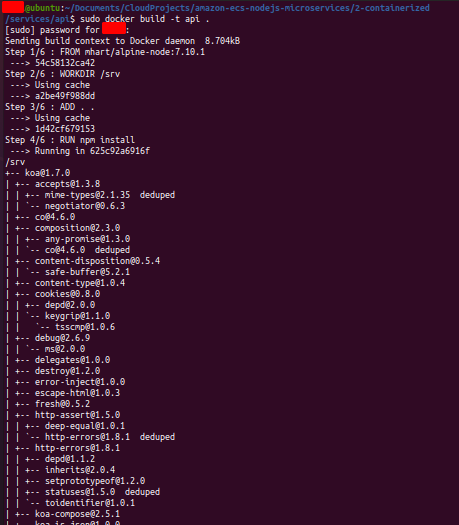 @ubuntu:~/Documents/CloudProjects/amazon-ecs-nodejs-microservices/2-containerized
/services/api$ sudo docker build -t api .
[sudo] password for :
Sending build context to Docker daemon  8.704kB
Step 1/6 : FROM mhart/alpine-node:7.10.1
 ---> 54c58132ca42
Step 2/6 : WORKDIR /srv
 ---> Using cache
 ---> a2be49f988dd
Step 3/6 : ADD . .
 ---> Using cache
 ---> 1d42cf679153
Step 4/6 : RUN npm install
 ---> Running in 625c92a6916f
/srv
+-- koa@1.7.0
| +-- accepts@1.3.8
| | +-- mime-types@2.1.35  deduped
| | `-- negotiator@0.6.3
| +-- co@4.6.0
| +-- composition@2.3.0
| | +-- any-promise@1.3.0
| | `-- co@4.6.0  deduped
| +-- content-disposition@0.5.4
| | `-- safe-buffer@5.2.1
| +-- content-type@1.0.4
| +-- cookies@0.8.0
| | +-- depd@2.0.0
| | `-- keygrip@1.1.0
| |   `-- tsscmp@1.0.6
| +-- debug@2.6.9
| | `-- ms@2.0.0
| +-- delegates@1.0.0
| +-- destroy@1.2.0
| +-- error-inject@1.0.0
| +-- escape-html@1.0.3
| +-- fresh@0.5.2
| +-- http-assert@1.5.0
| | +-- deep-equal@1.0.1
| | `-- http-errors@1.8.1  deduped
| +-- http-errors@1.8.1
| | +-- depd@1.1.2
| | +-- inherits@2.0.4
| | +-- setprototypeof@1.2.0
| | +-- statuses@1.5.0  deduped
| | `-- toidentifier@1.0.1
| +-- koa-compose@2.5.1
| +-- koa-is-json@1.0.0